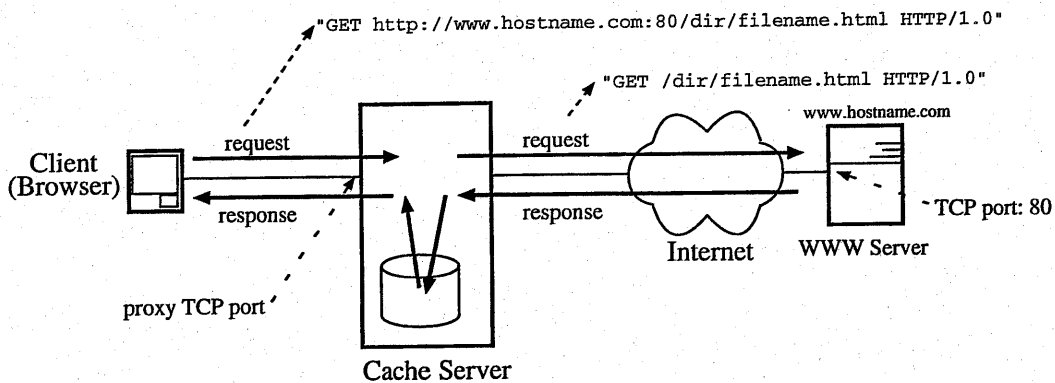 "GET http://www.hostname.com:80/dir/filename.html HTTP/1.0"
"GET /dir/filename.html HTTP/1.0"
www.hostname.com
request
request
Client
(Browser)
response
response
TCP port: 80
Internet
WWW Server
proxy TCP port
Cache Server